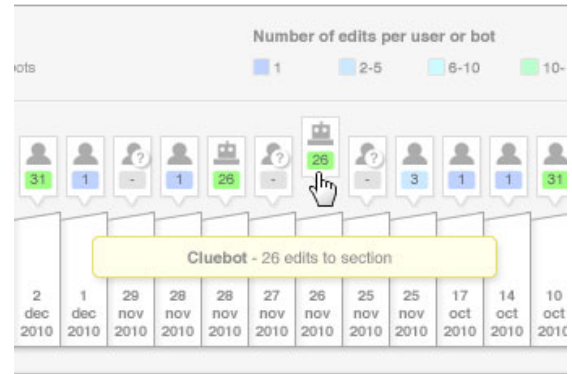 Number of edits per user or bot
ots 1 2-5 6-10 10-
? ? ?
31 1 - 1 26 - 26 - 3 1 1 31
Cluebot - 26 edits to section
2 1 29 28 28 27 26 25 25 17 14 10
dec dec nov nov nov nov nov nov nov oct oct oct
2010 2010 2010 2010 2010 2010 2010 2010 2010 2010 2010 2010